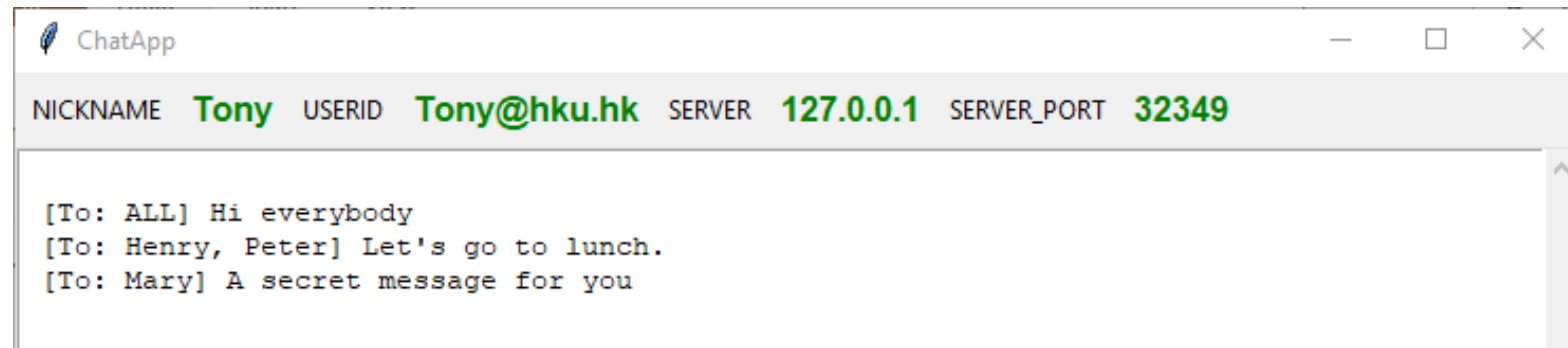 ChatApp
NICKNAME Tony USERID Tony@hku.hk SERVER 127.0.0.1 SERVER_PORT 32349
[To: ALL] Hi everybody
[To: Henry, Peter] Let's go to lunch.
[To: Mary] A secret message for you